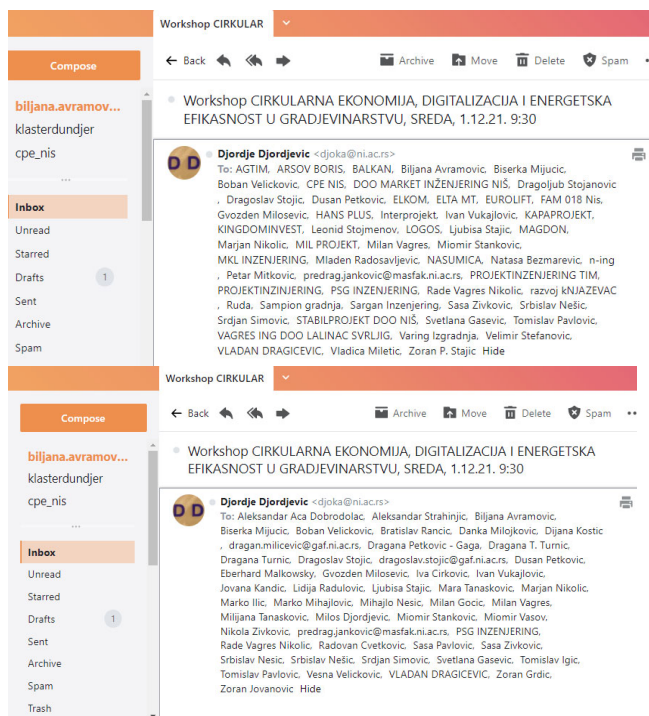 Workshop CIRKULAR
Compose
Back
Archive
Move
Delete
Spam
biljana.avramov...
klasterdundjer
cpe_nis
Inbox
Unread
Starred
Drafts 1
Sent
Archive
Spam
Workshop CIRKULARNA EKONOMIJA, DIGITALIZACIJA I ENERGETSKA
EFIKASNOST U GRADJEVINARSTVU, SREDA, 1.12.21. 9:30
D D
Djordje Djordjevic <djoka@ni.ac.rs>
To: AGTIM, ARSOV BORIS, BALKAN, Biljana Avramovic, Biserka Mijucic,
Boban Velickovic, CPE NIS, DOO MARKET INŽENJERING NIŠ, Dragoljub Stojanovic
, Dragoslav Stojic, Dusan Petkovic, ELKOM, ELTA MT, EUROLIFT, FAM 018 Nis,
Gvozden Milosevic, HANS PLUS, Interprojekt, Ivan Vukajlovic, KAPAPROJEKT,
KINGDOMINVEST, Leonid Stojmenov, LOGOS, Ljubisa Stajic, MAGDON,
Marjan Nikolic, MIL PROJEKT, Milan Vagres, Miomir Stankovic,
MKL INZENJERING, Mladen Radosavljevic, NASUMICA, Natasa Bezmarevic, n-ing
, Petar Mitkovic, predrag.jankovic@masfak.ni.ac.rs, PROJEKTINZENJERING TIM,
PROJEKTINZINJERING, PSG INZENJERING, Rade Vagres Nikolic, razvoj kNJAZEVAC
, Ruda, Sampion gradnja, Sargan Inzenjering, Sasa Zivkovic, Srbislav Nešic,
Srdjan Simovic, STABILPROJEKT DOO NIŠ, Svetlana Gasevic, Tomislav Pavlovic,
VAGRES ING DOO LALINAC SVRLJIG, Varing Izgradnja, Velimir Stefanovic,
VLADAN DRAGICEVIC, Vladica Miletic, Zoran P. Stajic Hide
Workshop CIRKULAR
Compose
Back
Archive
Move
Delete
Spam
biljana.avramov...
klasterdundjer
cpe_nis
Inbox
Unread
Starred
Drafts 1
Sent
Archive
Spam
Trash
Workshop CIRKULARNA EKONOMIJA, DIGITALIZACIJA I ENERGETSKA
EFIKASNOST U GRADJEVINARSTVU, SREDA, 1.12.21. 9:30
D D
Djordje Djordjevic <djoka@ni.ac.rs>
To: Aleksandar Aca Dobrodolac, Aleksandar Strahinjic, Biljana Avramovic,
Biserka Mijucic, Boban Velickovic, Bratislav Rancic, Danka Milojkovic, Dijana Kostic
, dragan.milicevic@gaf.ni.ac.rs, Dragana Petkovic - Gaga, Dragana T. Turnic,
Dragana Turnic, Dragoslav Stojic, dragoslav.stojic@gaf.ni.ac.rs, Dusan Petkovic,
Eberhard Malkowsky, Gvozden Milosevic, Iva Cirkovic, Ivan Vukajlovic,
Jovana Kandic, Lidija Radulovic, Ljubisa Stajic, Mara Tanaskovic, Marjan Nikolic,
Marko Ilic, Marko Mihajlovic, Mihajlo Nesic, Milan Gocic, Milan Vagres,
Milijana Tanaskovic, Milos Djordjevic, Miomir Stankovic, Miomir Vasov,
Nikola Zivkovic, predrag.jankovic@masfak.ni.ac.rs, PSG INZENJERING,
Rade Vagres Nikolic, Radovan Cvetkovic, Sasa Pavlovic, Sasa Zivkovic,
Srbislav Nesic, Srbislav Nešic, Srdjan Simovic, Svetlana Gasevic, Tomislav Igic,
Tomislav Pavlovic, Vesna Velickovic, VLADAN DRAGICEVIC, Zoran Grdic,
Zoran Jovanovic Hide